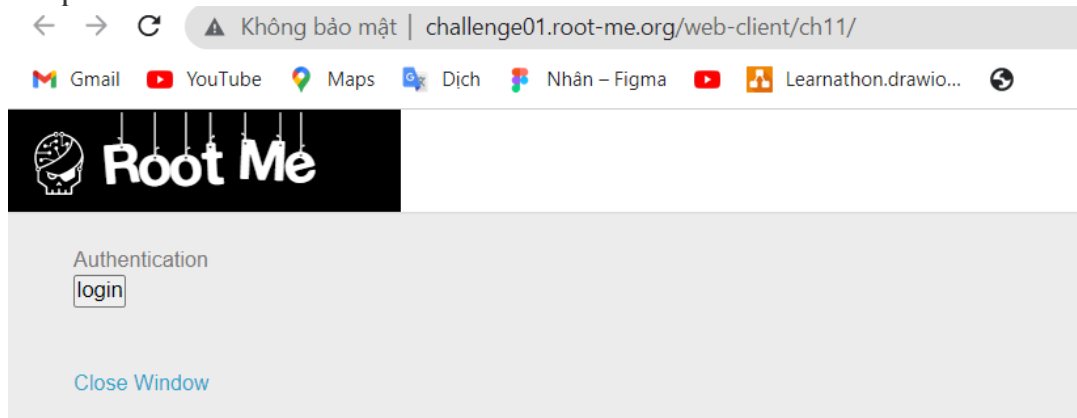 Không bảo mật | challenge01.root-me.org/web-client/ch11/
Gmail YouTube Maps Dịch Nhân – Figma Learnathon.drawio...
Root Me
Authentication
login
Close Window